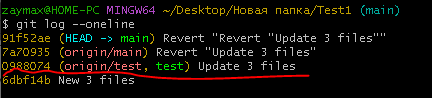 zaymax@HOME-PC MINGW64 ~/Desktop/Новая папка/Test1 (main)
$ git log --oneline
91f52ae (HEAD -> main) Revert "Revert "Update 3 files""
7a70935 (origin/main) Revert "Update 3 files"
0988074 (origin/test, test) Update 3 files
6dbf14b New 3 files